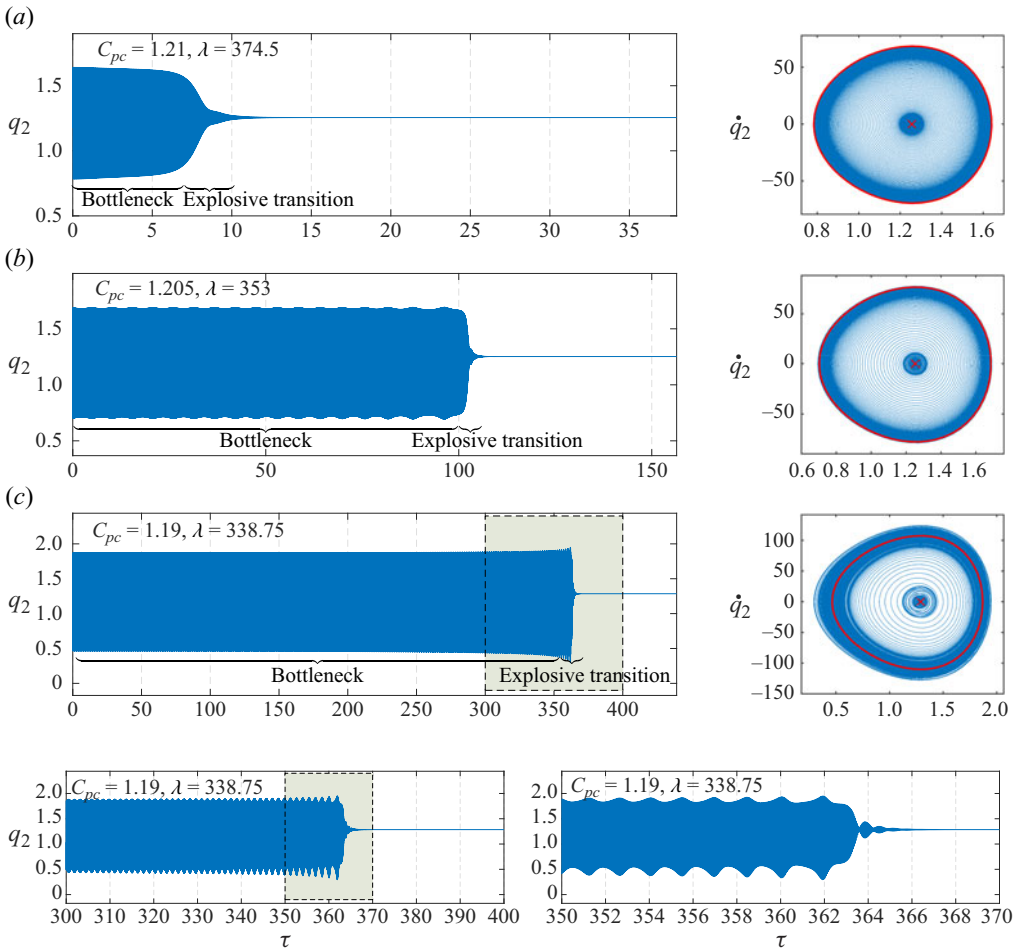 (a)
C_pc = 1.21, λ = 374.5
1.5
1.0
0.5
q₂
Bottleneck Explosive transition
0 5 10 15 20 25 30 35
q̇₂
50
0
−50
0.8 1.0 1.2 1.4 1.6
(b)
C_pc = 1.205, λ = 353
1.5
1.0
0.5
q₂
Bottleneck Explosive transition
0 50 100 150
q̇₂
50
0
−50
0.6 0.8 1.0 1.2 1.4 1.6
(c)
C_pc = 1.19, λ = 338.75
2.0
1.5
1.0
0.5
0
q₂
Bottleneck Explosive transition
0 50 100 150 200 250 300 350 400
q̇₂
100
50
0
−50
−100
−150
0.5 1.0 1.5 2.0
C_pc = 1.19, λ = 338.75
2.0
1.5
1.0
0.5
0
q₂
300 310 320 330 340 350 360 370 380 390 400
τ
C_pc = 1.19, λ = 338.75
2.0
1.5
1.0
0.5
0
350 352 354 356 358 360 362 364 366 368 370
τ